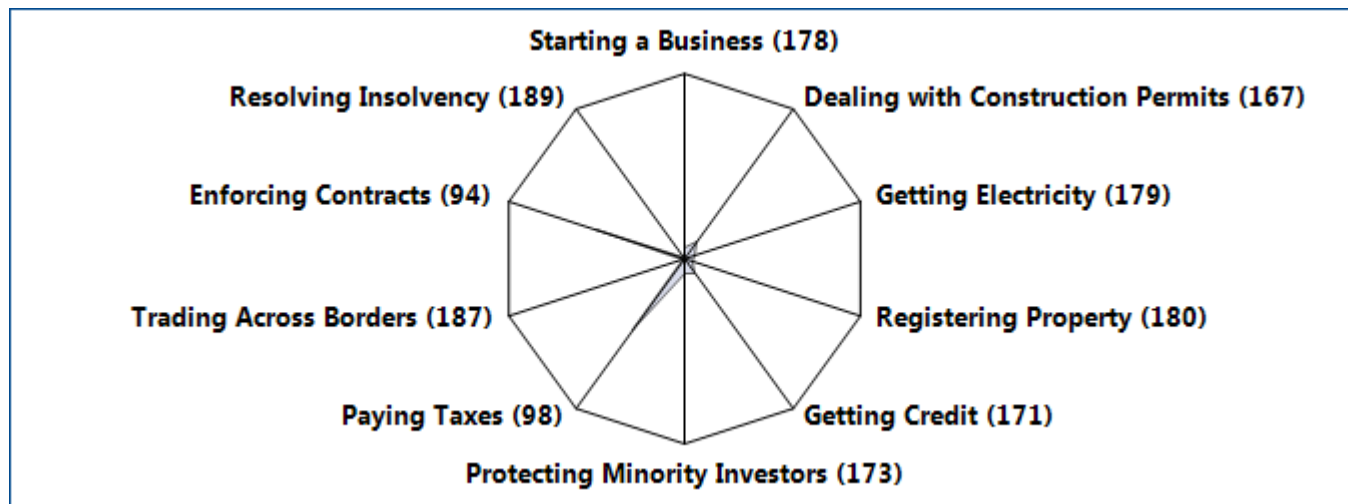 Starting a Business (178)
Resolving Insolvency (189)
Dealing with Construction Permits (167)
Enforcing Contracts (94)
Getting Electricity (179)
Trading Across Borders (187)
Registering Property (180)
Paying Taxes (98)
Getting Credit (171)
Protecting Minority Investors (173)